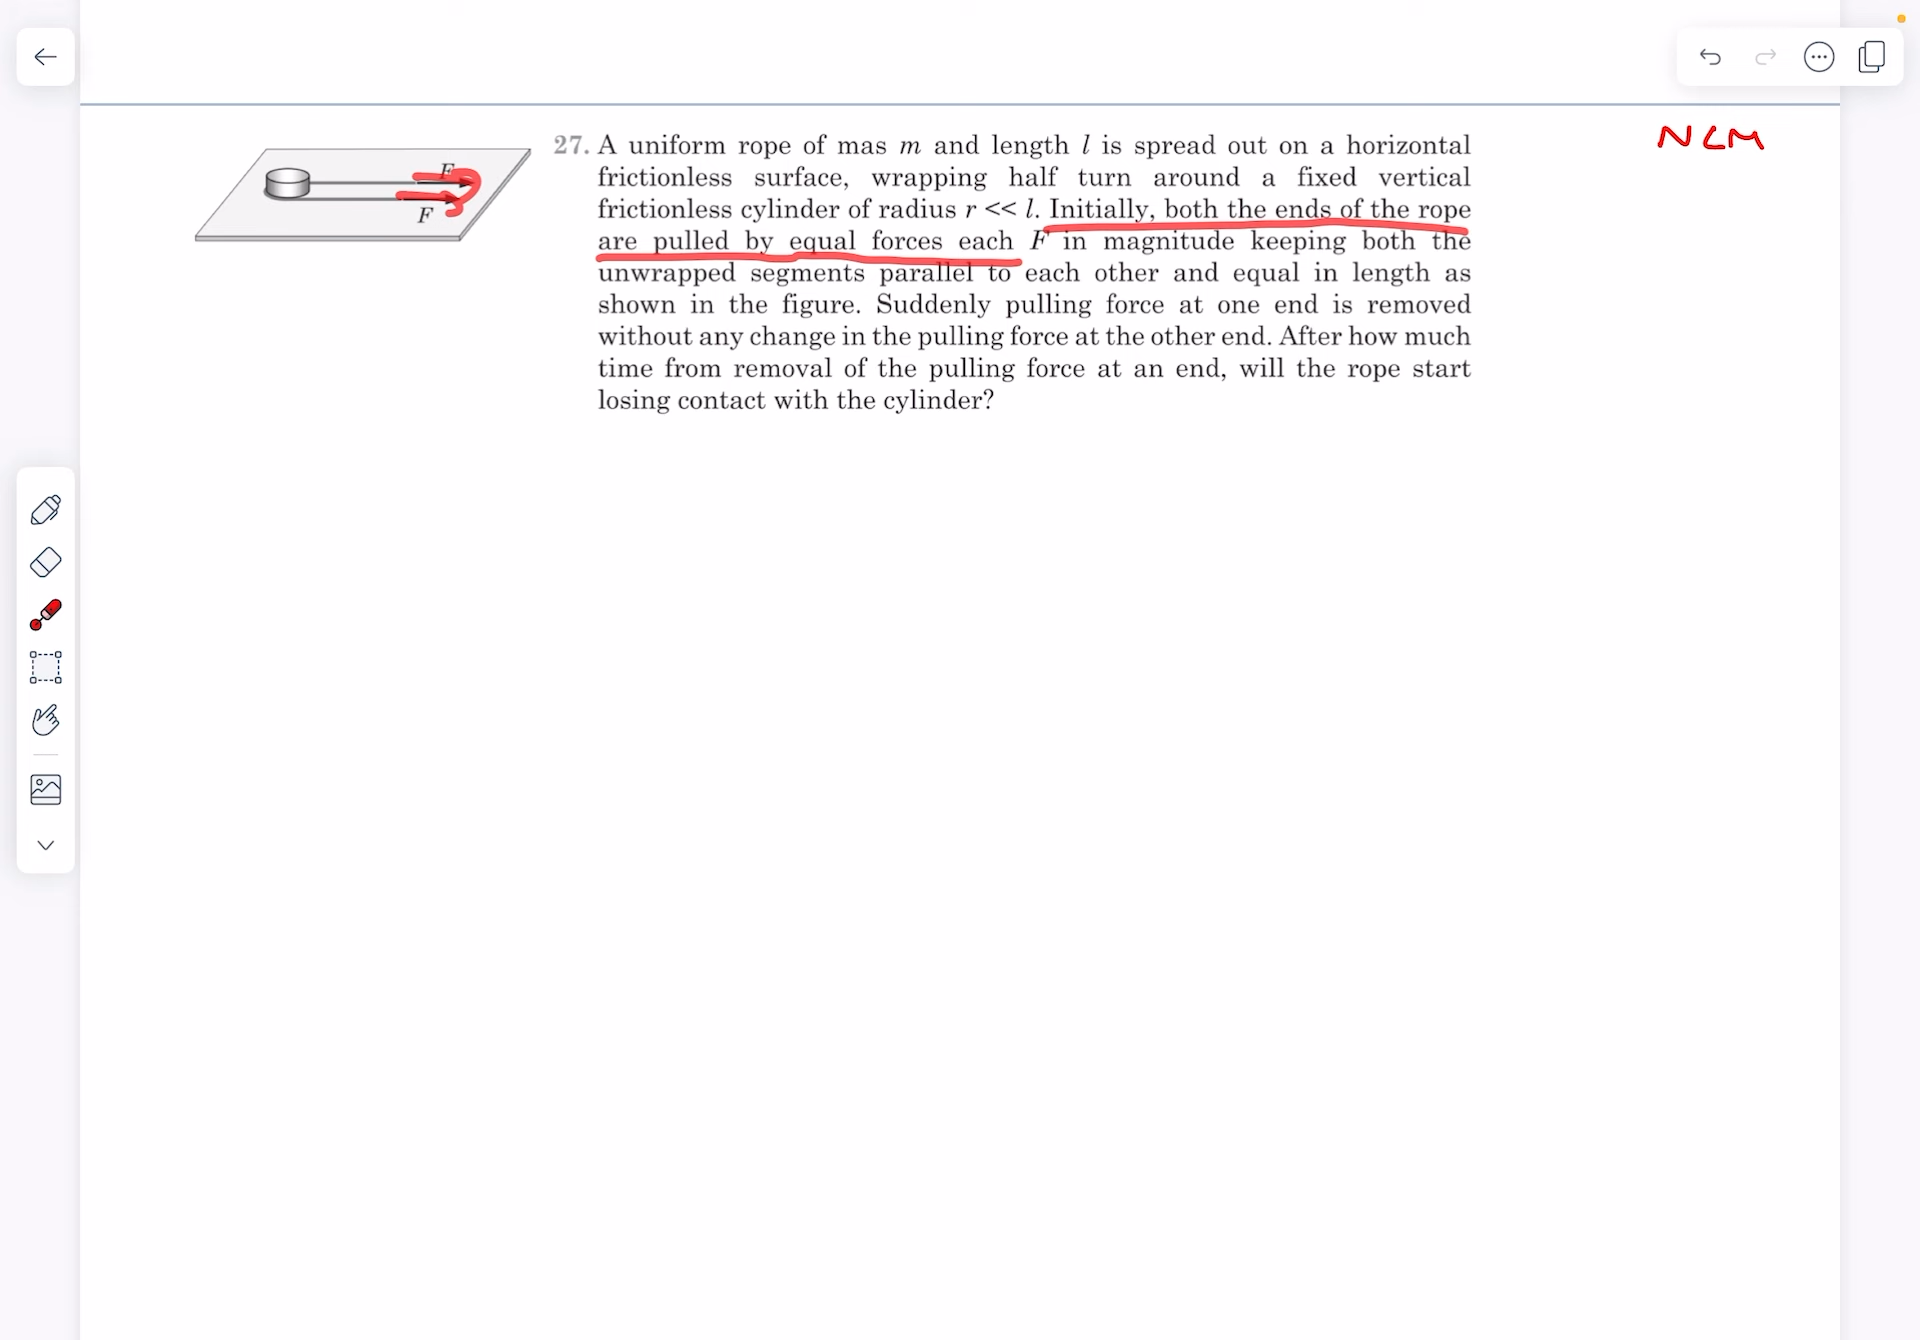 NLM
F
F
27. A uniform rope of mas m and length l is spread out on a horizontal
frictionless surface, wrapping half turn around a fixed vertical
frictionless cylinder of radius r << l. Initially, both the ends of the rope
are pulled by equal forces each F in magnitude keeping both the
unwrapped segments parallel to each other and equal in length as
shown in the figure. Suddenly pulling force at one end is removed
without any change in the pulling force at the other end. After how much
time from removal of the pulling force at an end, will the rope start
losing contact with the cylinder?